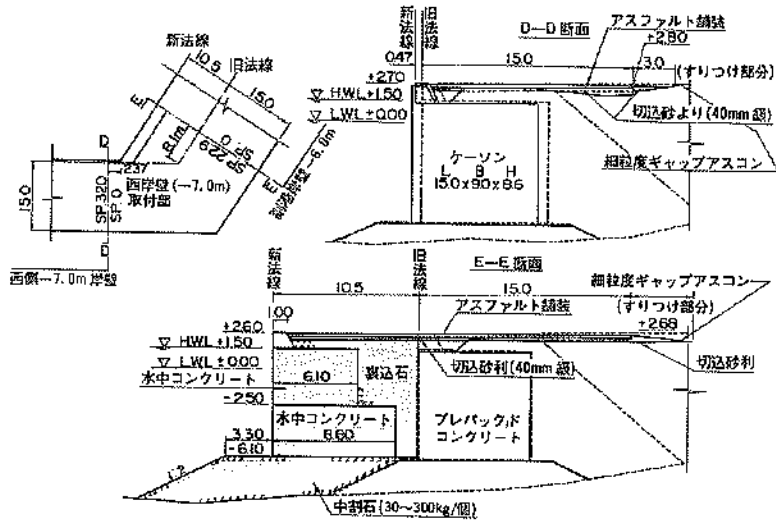 新法線
旧法線
10.5
15.0
E
R.1m
D
1.237
西岸壁(-7.0m)
取付部
15.0
SP.320
SP.0
D
西側-7.0m岸壁
新法線
旧法線
D-D断面
アスファルト舗装
+2.80
0.47
15.0
3.0
(すりつけ部分)
+2.70
▽ HWL+1.50
▽ LWL±0.00
切込砂より(40mm級)
細粒度ギャップアスコン
ケーソン
L B H
15.0x9.0x8.6
新法線
旧法線
E-E断面
細粒度ギャップアスコン
10.5
15.0
アスファルト舗装
(すりつけ部分)
1.00
+2.60
+2.68
▽ HWL+1.50
▽ LWL±0.00
水中コンクリート
6.10
裏込石
切込砂利(40mm級)
切込砂利
-2.50
水中コンクリート
8.80
プレパックド
コンクリート
3.30
-6.10
1:2
中割石(30~300kg/個)